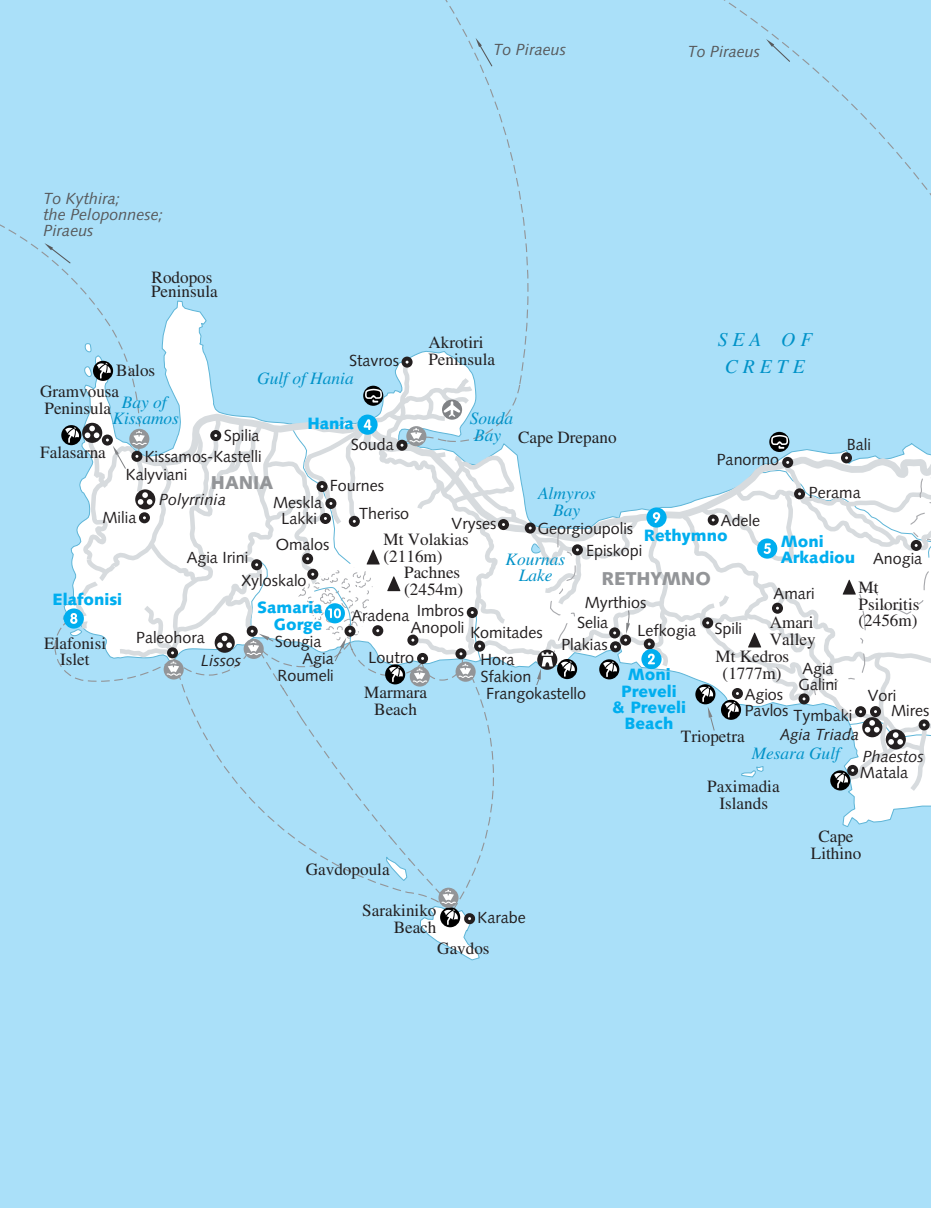 To Piraeus
To Piraeus
To Kythira;
the Peloponnese;
Piraeus
Rodopos
Peninsula
SEA OF
CRETE
Akrotiri
Peninsula
Stavros
Balos
Gulf of Hania
Gramvousa
Peninsula
Bay of
Kissamos
Hania 4
Souda
Bay
Spilia
Souda
Cape Drepano
Falasarna
Kissamos-Kastelli
Kalyviani
HANIA
Panormo
Bali
Polyrrinia
Fournes
Meskla
Lakki
Theriso
Milia
Almyros
Bay
Perama
Vryses
Georgioupolis
9
Rethymno
Adele
5 Moni
Arkadiou
Mt Volakias
(2116m)
Omalos
Agia Irini
Xyloskalo
Pachnes
(2454m)
Kournas
Lake
Episkopi
Anogia
RETHYMNO
Mt
Psiloritis
(2456m)
Elafonisi
8
Samaria
Gorge 10
Aradena
Imbros
Anopoli
Myrthios
Selia
Amari
Amari
Valley
Elafonisi
Islet
Paleohora
Lissos
Sougia
Agia
Roumeli
Loutro
Komitades
Hora
Sfakion
Frangokastello
Plakias
Lefkogia
Spili
Mt Kedros
(1777m)
2
Moni
Preveli
& Preveli
Beach
Agia
Galini
Marmara
Beach
Agios
Pavlos
Triopetra
Vori
Tymbaki
Mires
Agia Triada
Mesara Gulf
Phaestos
Matala
Paximadia
Islands
Cape
Lithino
Gavdopoula
Sarakiniko
Beach
Karabe
Gavdos